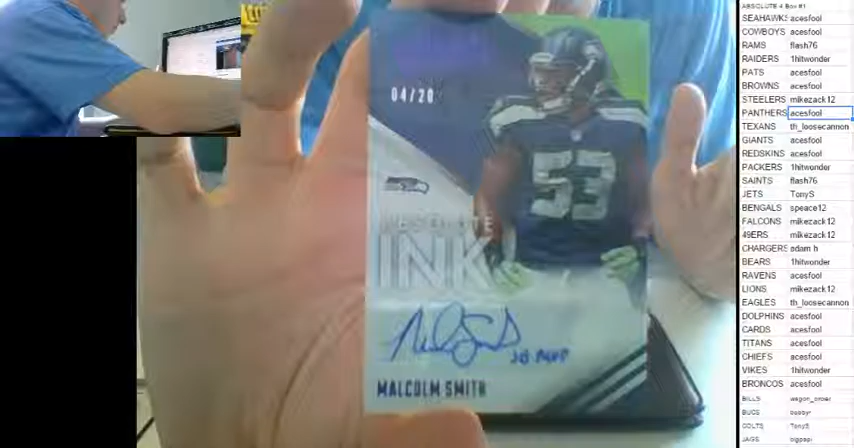 04/20
53
ABSOLUTE
INK
SB MVP
MALCOLM SMITH
ABSOLUTE 4 Box #1
SEAHAWKS acesfool
COWBOYS acesfool
RAMS flash76
RAIDERS 1hitwonder
PATS acesfool
BROWNS acesfool
STEELERS mikezack12
PANTHERS acesfool
TEXANS th_loosecannon
GIANTS acesfool
REDSKINS acesfool
PACKERS 1hitwonder
SAINTS flash76
JETS TonyS
BENGALS speace12
FALCONS mikezack12
49ERS mikezack12
CHARGERS adam h
BEARS 1hitwonder
RAVENS acesfool
LIONS mikezack12
EAGLES th_loosecannon
DOLPHINS acesfool
CARDS acesfool
TITANS acesfool
CHIEFS acesfool
VIKES 1hitwonder
BRONCOS acesfool
BILLS
BUCS
COLTS TonyS
JAGS